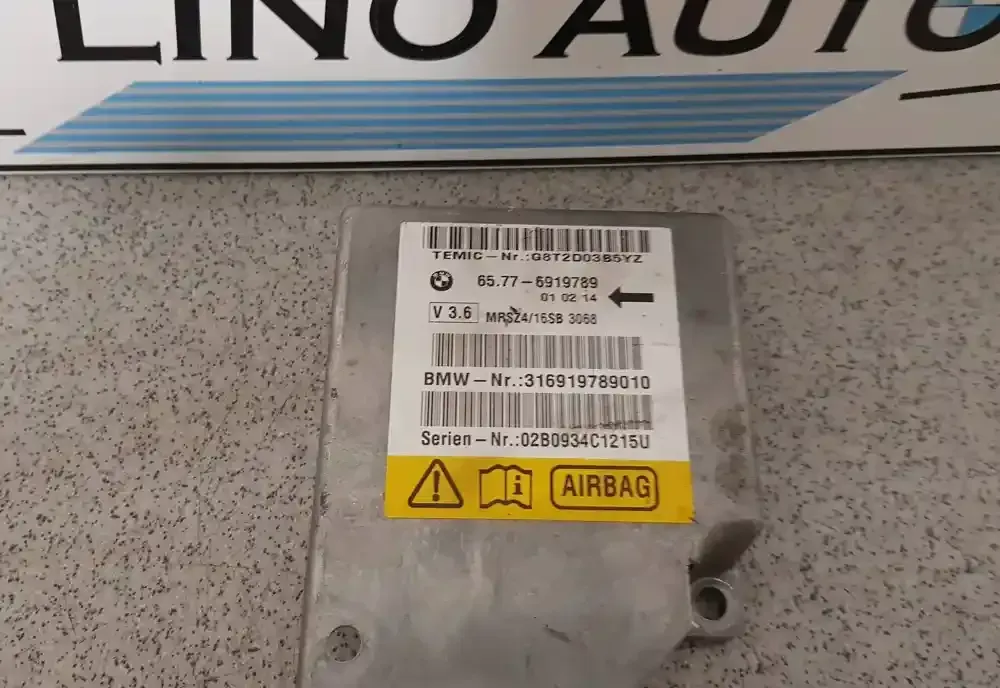 LINO AUTO
TEMIC-Nr.:G8T2D03B5YZ
65.77-6919789
01 02 14
V 3.6 MRSZ4/16SB 3068
BMW-Nr.:316919789010
Serien-Nr.:02B0934C1215U
AIRBAG